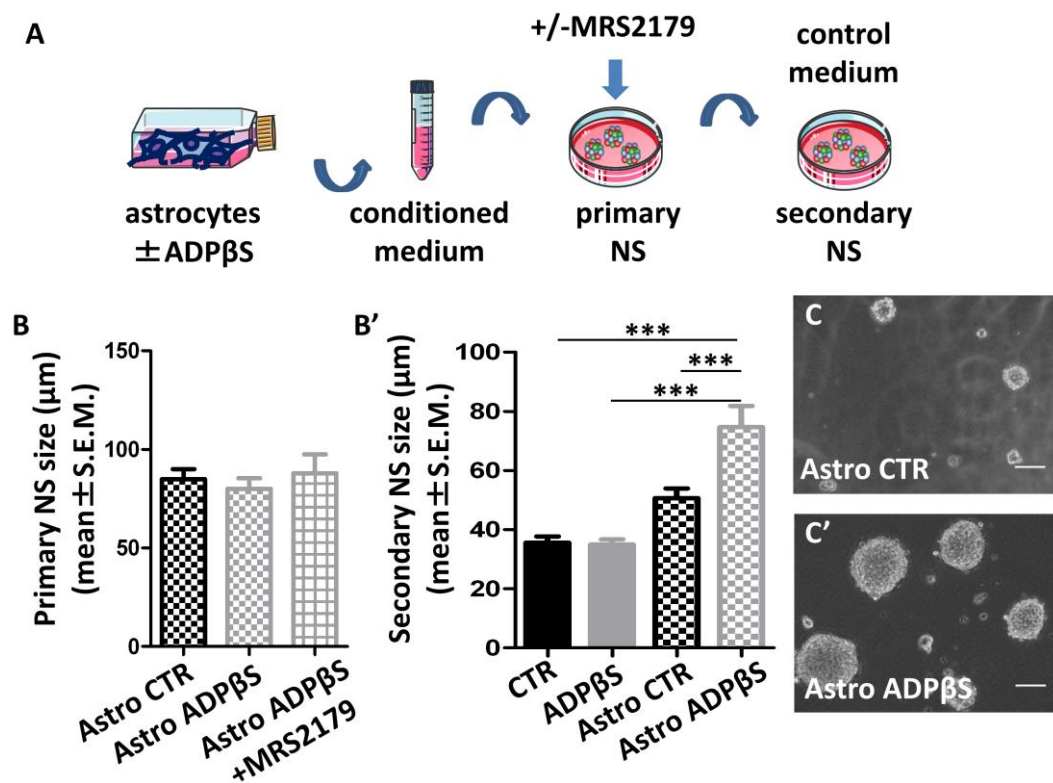 A
+/-MRS2179
control
medium
astrocytes
±ADPβS
conditioned
medium
primary
NS
secondary
NS
B
Primary NS size (μm)
(mean±S.E.M.)
150
100
50
0
Astro CTR
Astro ADPβS
Astro ADPβS
+MRS2179
B’
Secondary NS size (μm)
(mean±S.E.M.)
100
80
60
40
20
0
***
***
***
CTR
ADPβS
Astro CTR
Astro ADPβS
C
Astro CTR
C’
Astro ADPβS